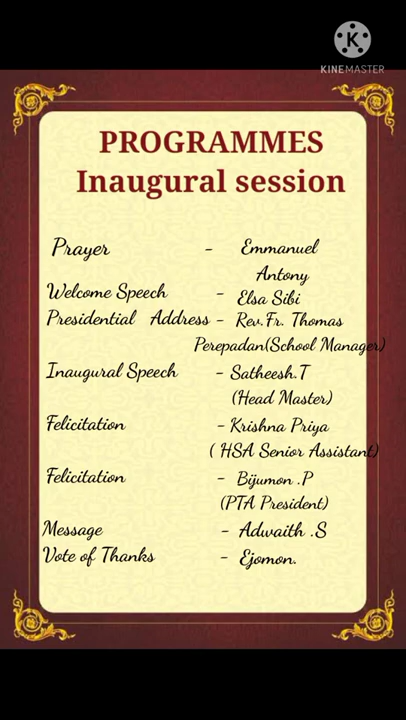 K
KINEMASTER
PROGRAMMES
Inaugural session
Prayer - Emmanuel
Antony
Welcome Speech - Elsa Sibi
Presidential Address - Rev.Fr. Thomas
Perepadan(School Manager)
Inaugural Speech - Satheesh.T
(Head Master)
Felicitation - Krishna Priya
( HSA Senior Assistant)
Felicitation - Bijumon .P
(PTA President)
Message - Adwaith .S
Vote of Thanks - Ejomon.